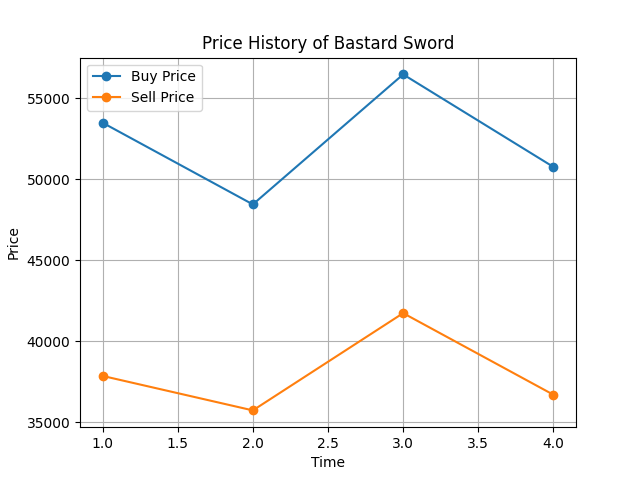 Price History of Bastard Sword
Buy Price
Sell Price
55000
50000
45000
40000
35000
Price
1.0 1.5 2.0 2.5 3.0 3.5 4.0
Time